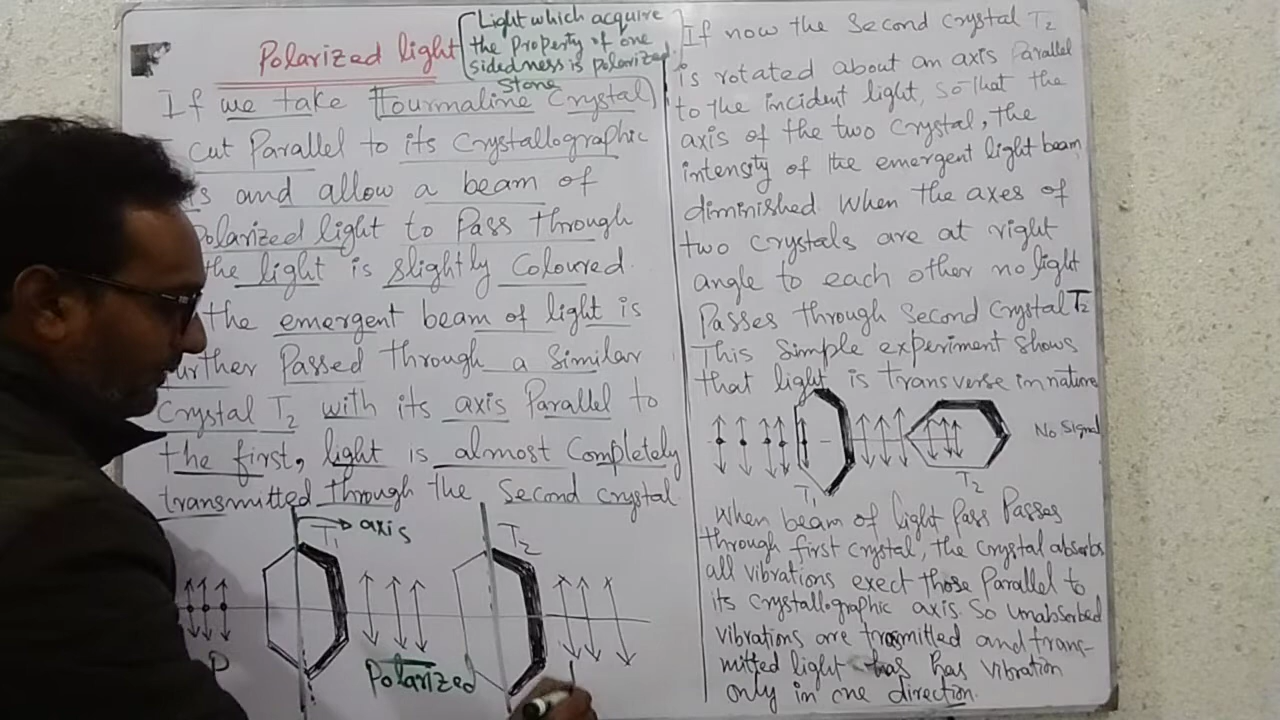 Polarized light
Light which acquire
the Property of one
sidedness is polarized
stone
If we take Tourmaline Crystal
cut Parallel to its Crystallographic
s and allow a beam of
Polarized light to Pass through
the light is slightly Coloured.
the emergent beam of light is
urther Passed through a Similar
Crystal T2 with its axis Parallel to
the first, light is almost Completely
transmitted through the Second crystal.
T1 → axis
T2
P
Polarized
If now the Second Crystal T2
is rotated about an axis Parallel
to the incident light, so that the
axis of the two Crystal, the
intensity of the emergent light beam
diminished. When the axes of
two crystals are at right
angle to each other no light
Passes through Second Crystal T2
This Simple experiment shows
that light is transverse in nature
No Signal
T1
T2
When beam of light Pass Passes
through first crystal, the Crystal absorbs
all vibrations exect those Parallel to
its crystallographic axis. So unabsorbed
vibrations are and trans-
mitted light has has vibration
only in one direction.